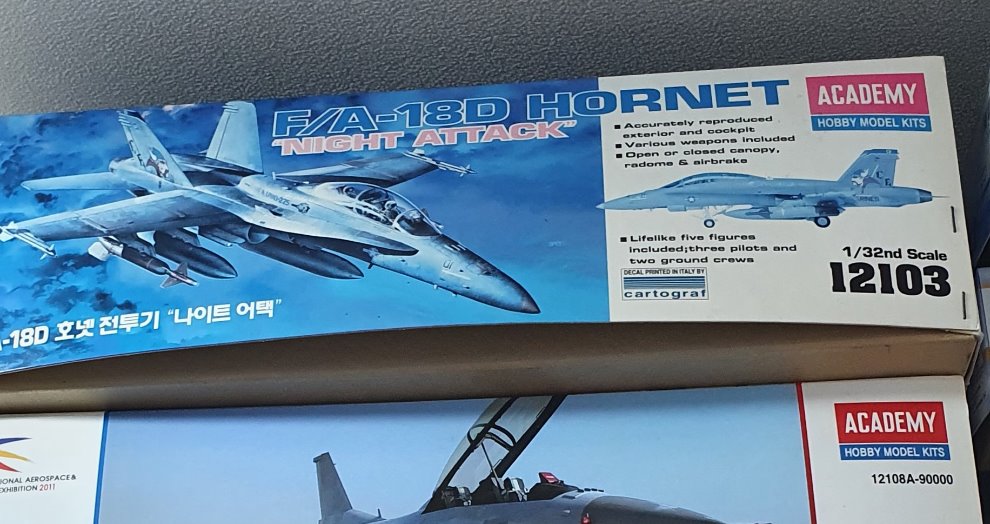 F/A-18D HORNET
"NIGHT ATTACK"
ACADEMY
HOBBY MODEL KITS
■ Accurately reproduced
exterior and cockpit
■ Various weapons included
■ Open or closed canopy,
radome & airbrake
■ Lifelike five figures
included;three pilots and
two ground crews
DECAL PRINTED IN ITALY BY
cartograf
1/32nd Scale
12103
-18D 호넷 전투기 "나이트 어택"
ACADEMY
HOBBY MODEL KITS
12108A-90000
IONAL AEROSPACE &
EXHIBITION 2011